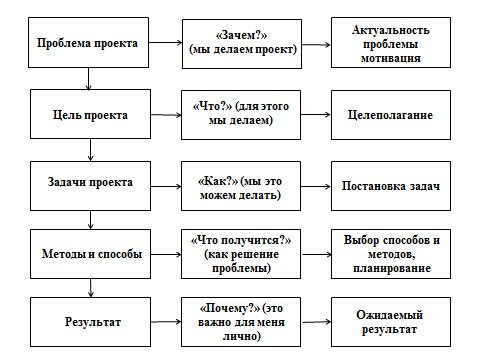 Проблема проекта
«Зачем?»
(мы делаем проект)
Актуальность
проблемы
мотивация
Цель проекта
«Что?» (для этого
мы делаем)
Целеполагание
Задачи проекта
«Как?» (мы это
можем делать)
Постановка задач
Методы и способы
«Что получится?»
(как решение
проблемы)
Выбор способов и
методов,
планирование
Результат
«Почему?» (это
важно для меня
лично)
Ожидаемый
результат